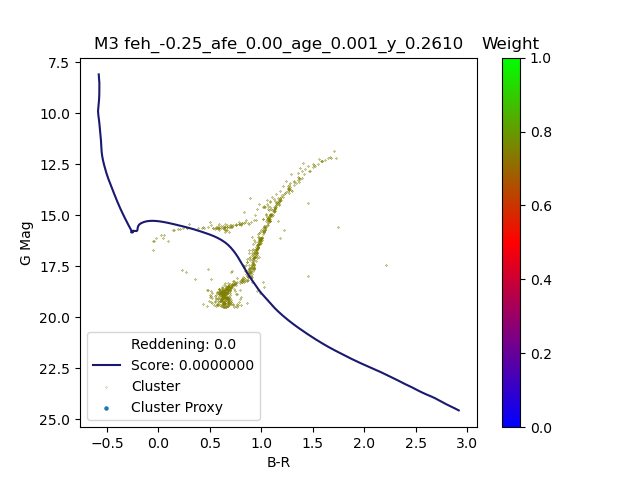 M3 feh_-0.25_afe_0.00_age_0.001_y_0.2610
Weight
7.5
10.0
12.5
15.0
17.5
20.0
22.5
25.0
G Mag
−0.5
0.0
0.5
1.0
1.5
2.0
2.5
3.0
B-R
Reddening: 0.0
Score: 0.0000000
Cluster
Cluster Proxy
1.0
0.8
0.6
0.4
0.2
0.0